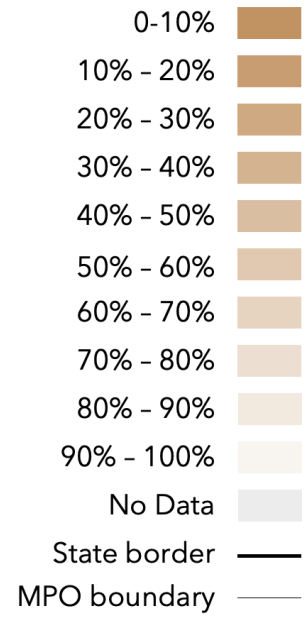 0-10%
10% – 20%
20% – 30%
30% – 40%
40% – 50%
50% – 60%
60% – 70%
70% – 80%
80% – 90%
90% – 100%
No Data
State border
MPO boundary